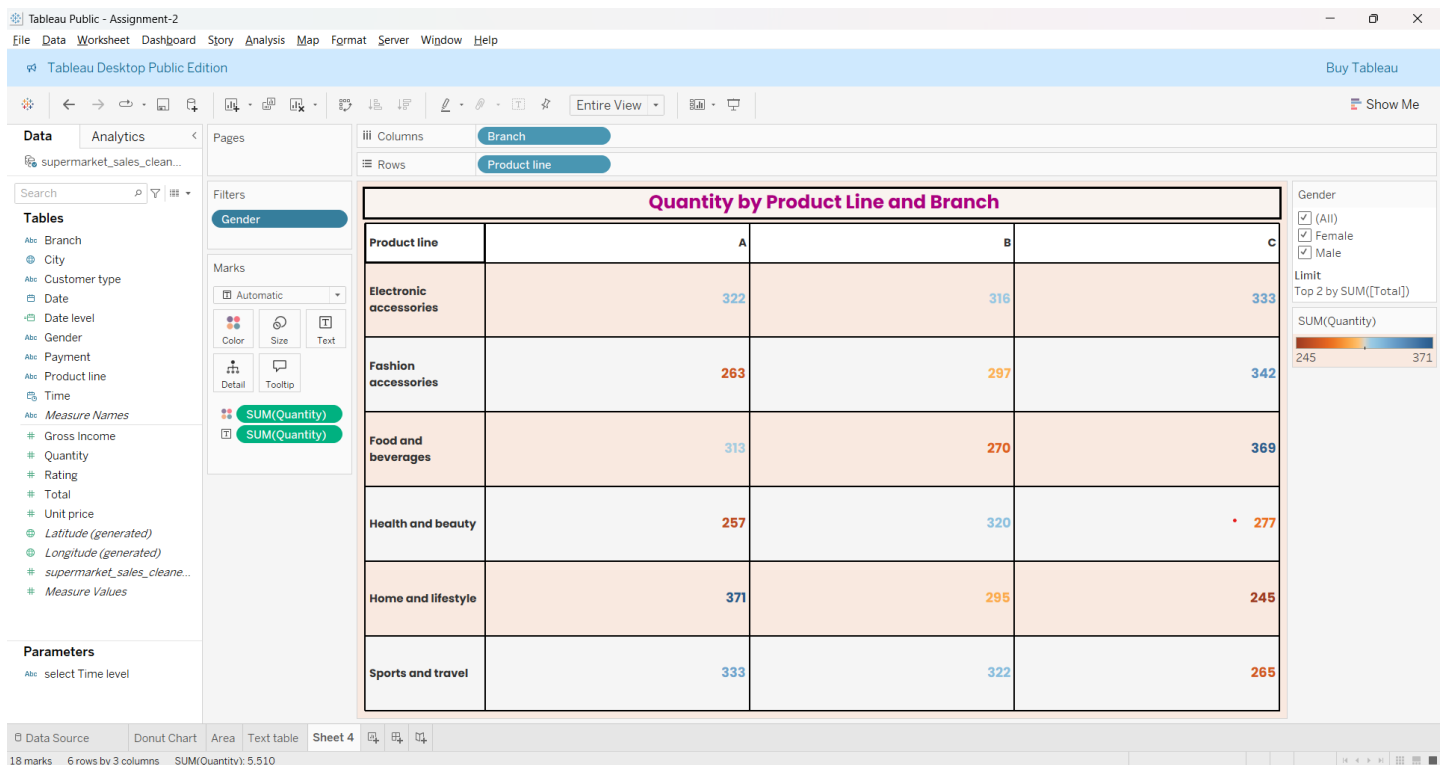 Tableau Public - Assignment-2
File Data Worksheet Dashboard Story Analysis Map Format Server Window Help
Tableau Desktop Public Edition
Buy Tableau
Entire View
Show Me
Data Analytics
supermarket_sales_clean...
Search
Tables
Abc Branch
City
Abc Customer type
Date
Date level
Abc Gender
Abc Payment
Abc Product line
Time
Abc Measure Names
# Gross Income
# Quantity
# Rating
# Total
# Unit price
Latitude (generated)
Longitude (generated)
# supermarket_sales_cleane...
# Measure Values
Parameters
Abc select Time level
Pages
Filters
Gender
Marks
Automatic
Color Size Text
Detail Tooltip
SUM(Quantity)
SUM(Quantity)
Columns Branch
Rows Product line
Quantity by Product Line and Branch
Product line A B C
Electronic
accessories
322 316 333
Fashion
accessories
263 297 342
Food and
beverages
313 270 369
Health and beauty 257 320 277
Home and lifestyle 371 295 245
Sports and travel 333 322 265
Gender
(All)
Female
Male
Limit
Top 2 by SUM([Total])
SUM(Quantity)
245 371
Data Source Donut Chart Area Text table Sheet 4
18 marks 6 rows by 3 columns SUM(Quantity): 5,510